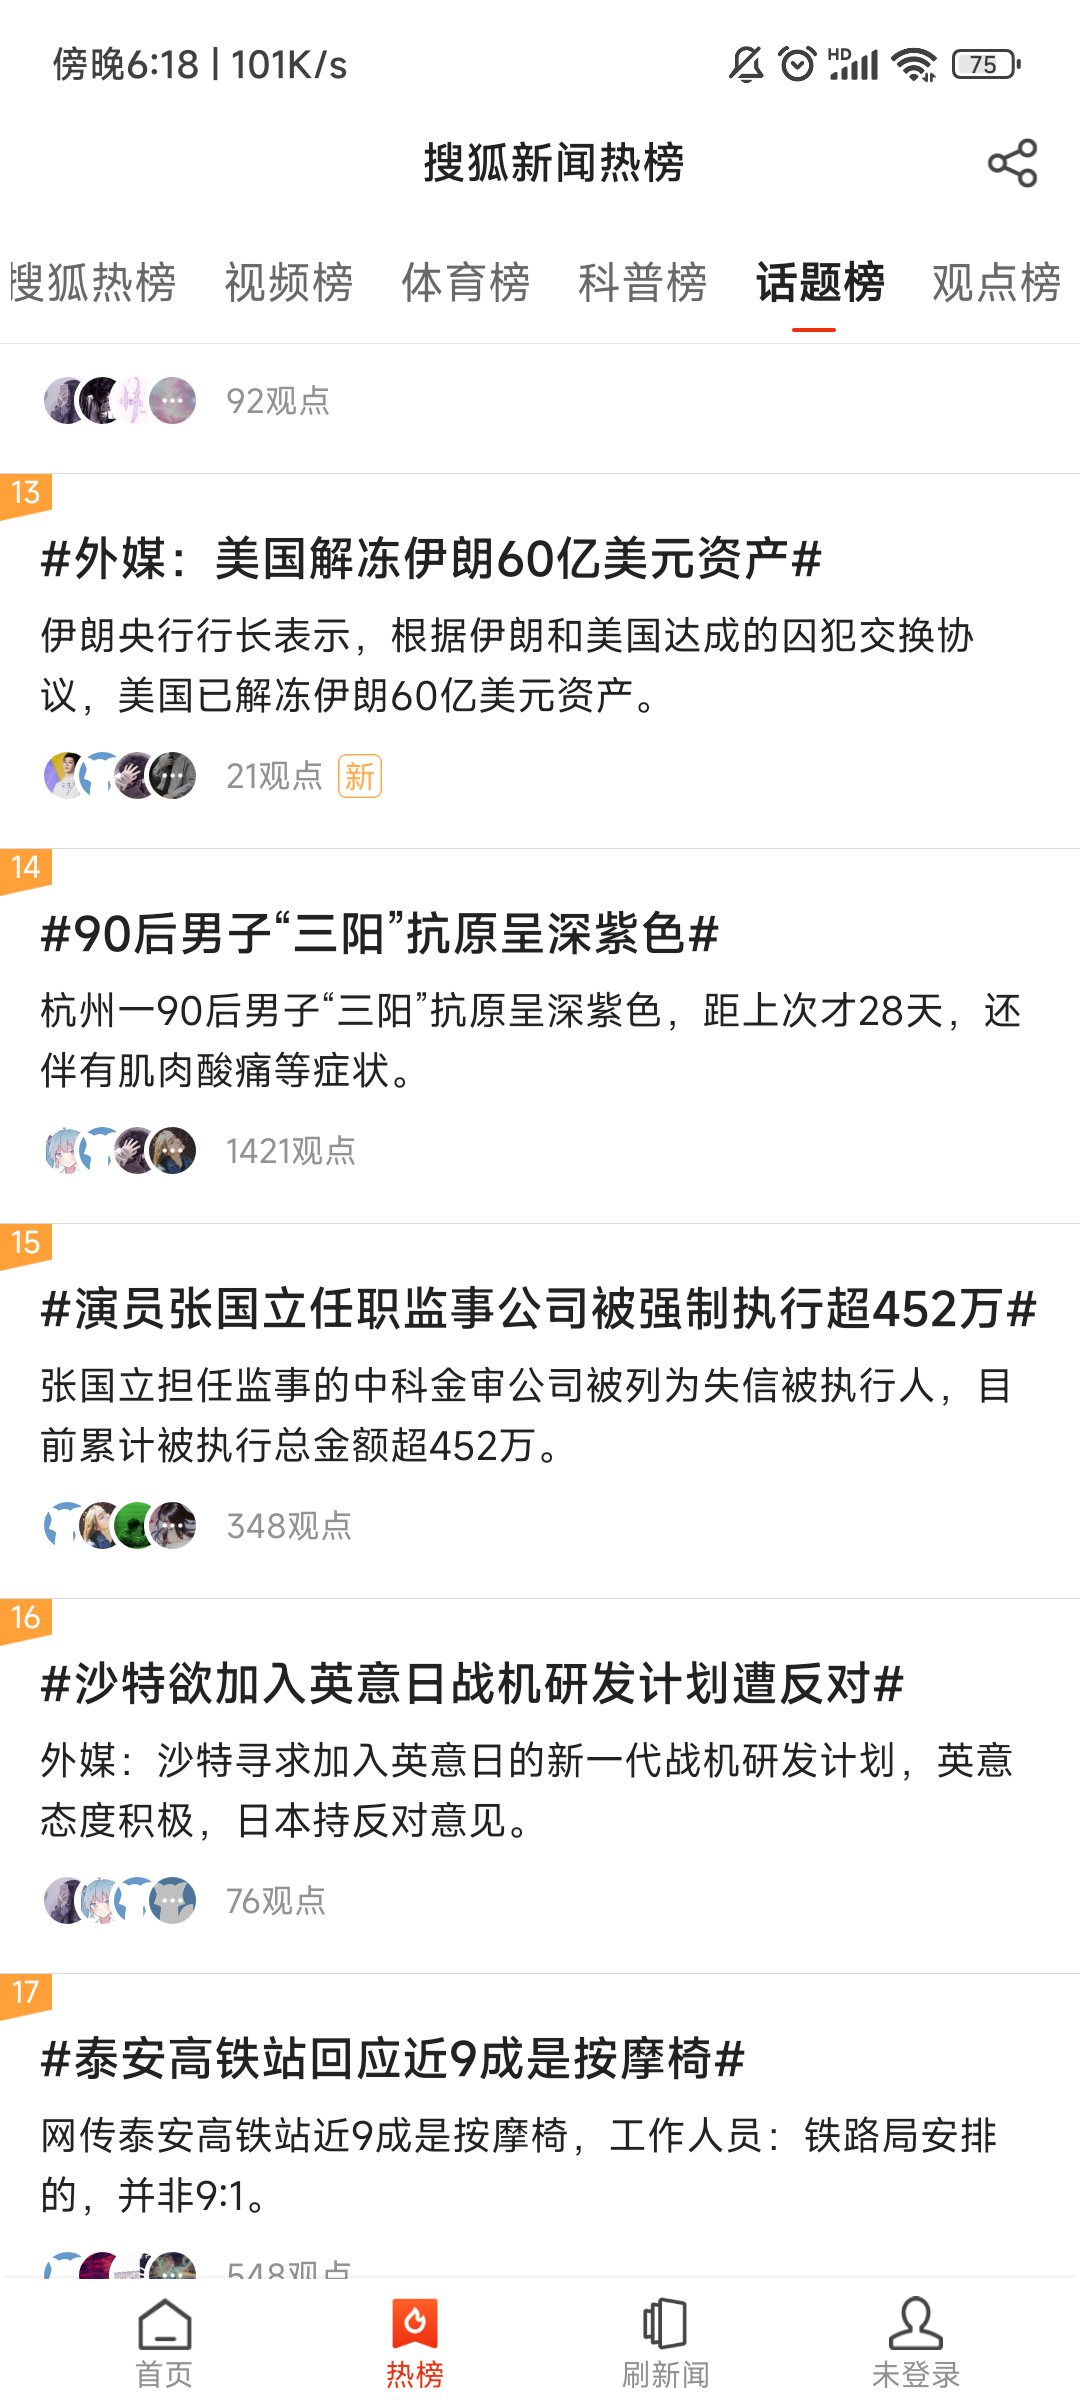 傍晚6:18 | 101K/s
HD
75
搜狐新闻热榜
搜狐热榜 视频榜 体育榜 科普榜 话题榜 观点榜
92观点
13
#外媒：美国解冻伊朗60亿美元资产#
伊朗央行行长表示，根据伊朗和美国达成的囚犯交换协
议，美国已解冻伊朗60亿美元资产。
21观点 新
14
#90后男子“三阳”抗原呈深紫色#
杭州一90后男子“三阳”抗原呈深紫色，距上次才28天，还
伴有肌肉酸痛等症状。
1421观点
15
#演员张国立任职监事公司被强制执行超452万#
张国立担任监事的中科金审公司被列为失信被执行人，目
前累计被执行总金额超452万。
348观点
16
#沙特欲加入英意日战机研发计划遭反对#
外媒：沙特寻求加入英意日的新一代战机研发计划，英意
态度积极，日本持反对意见。
76观点
17
#泰安高铁站回应近9成是按摩椅#
网传泰安高铁站近9成是按摩椅，工作人员：铁路局安排
的，并非9:1。
548观点
首页 热榜 刷新闻 未登录